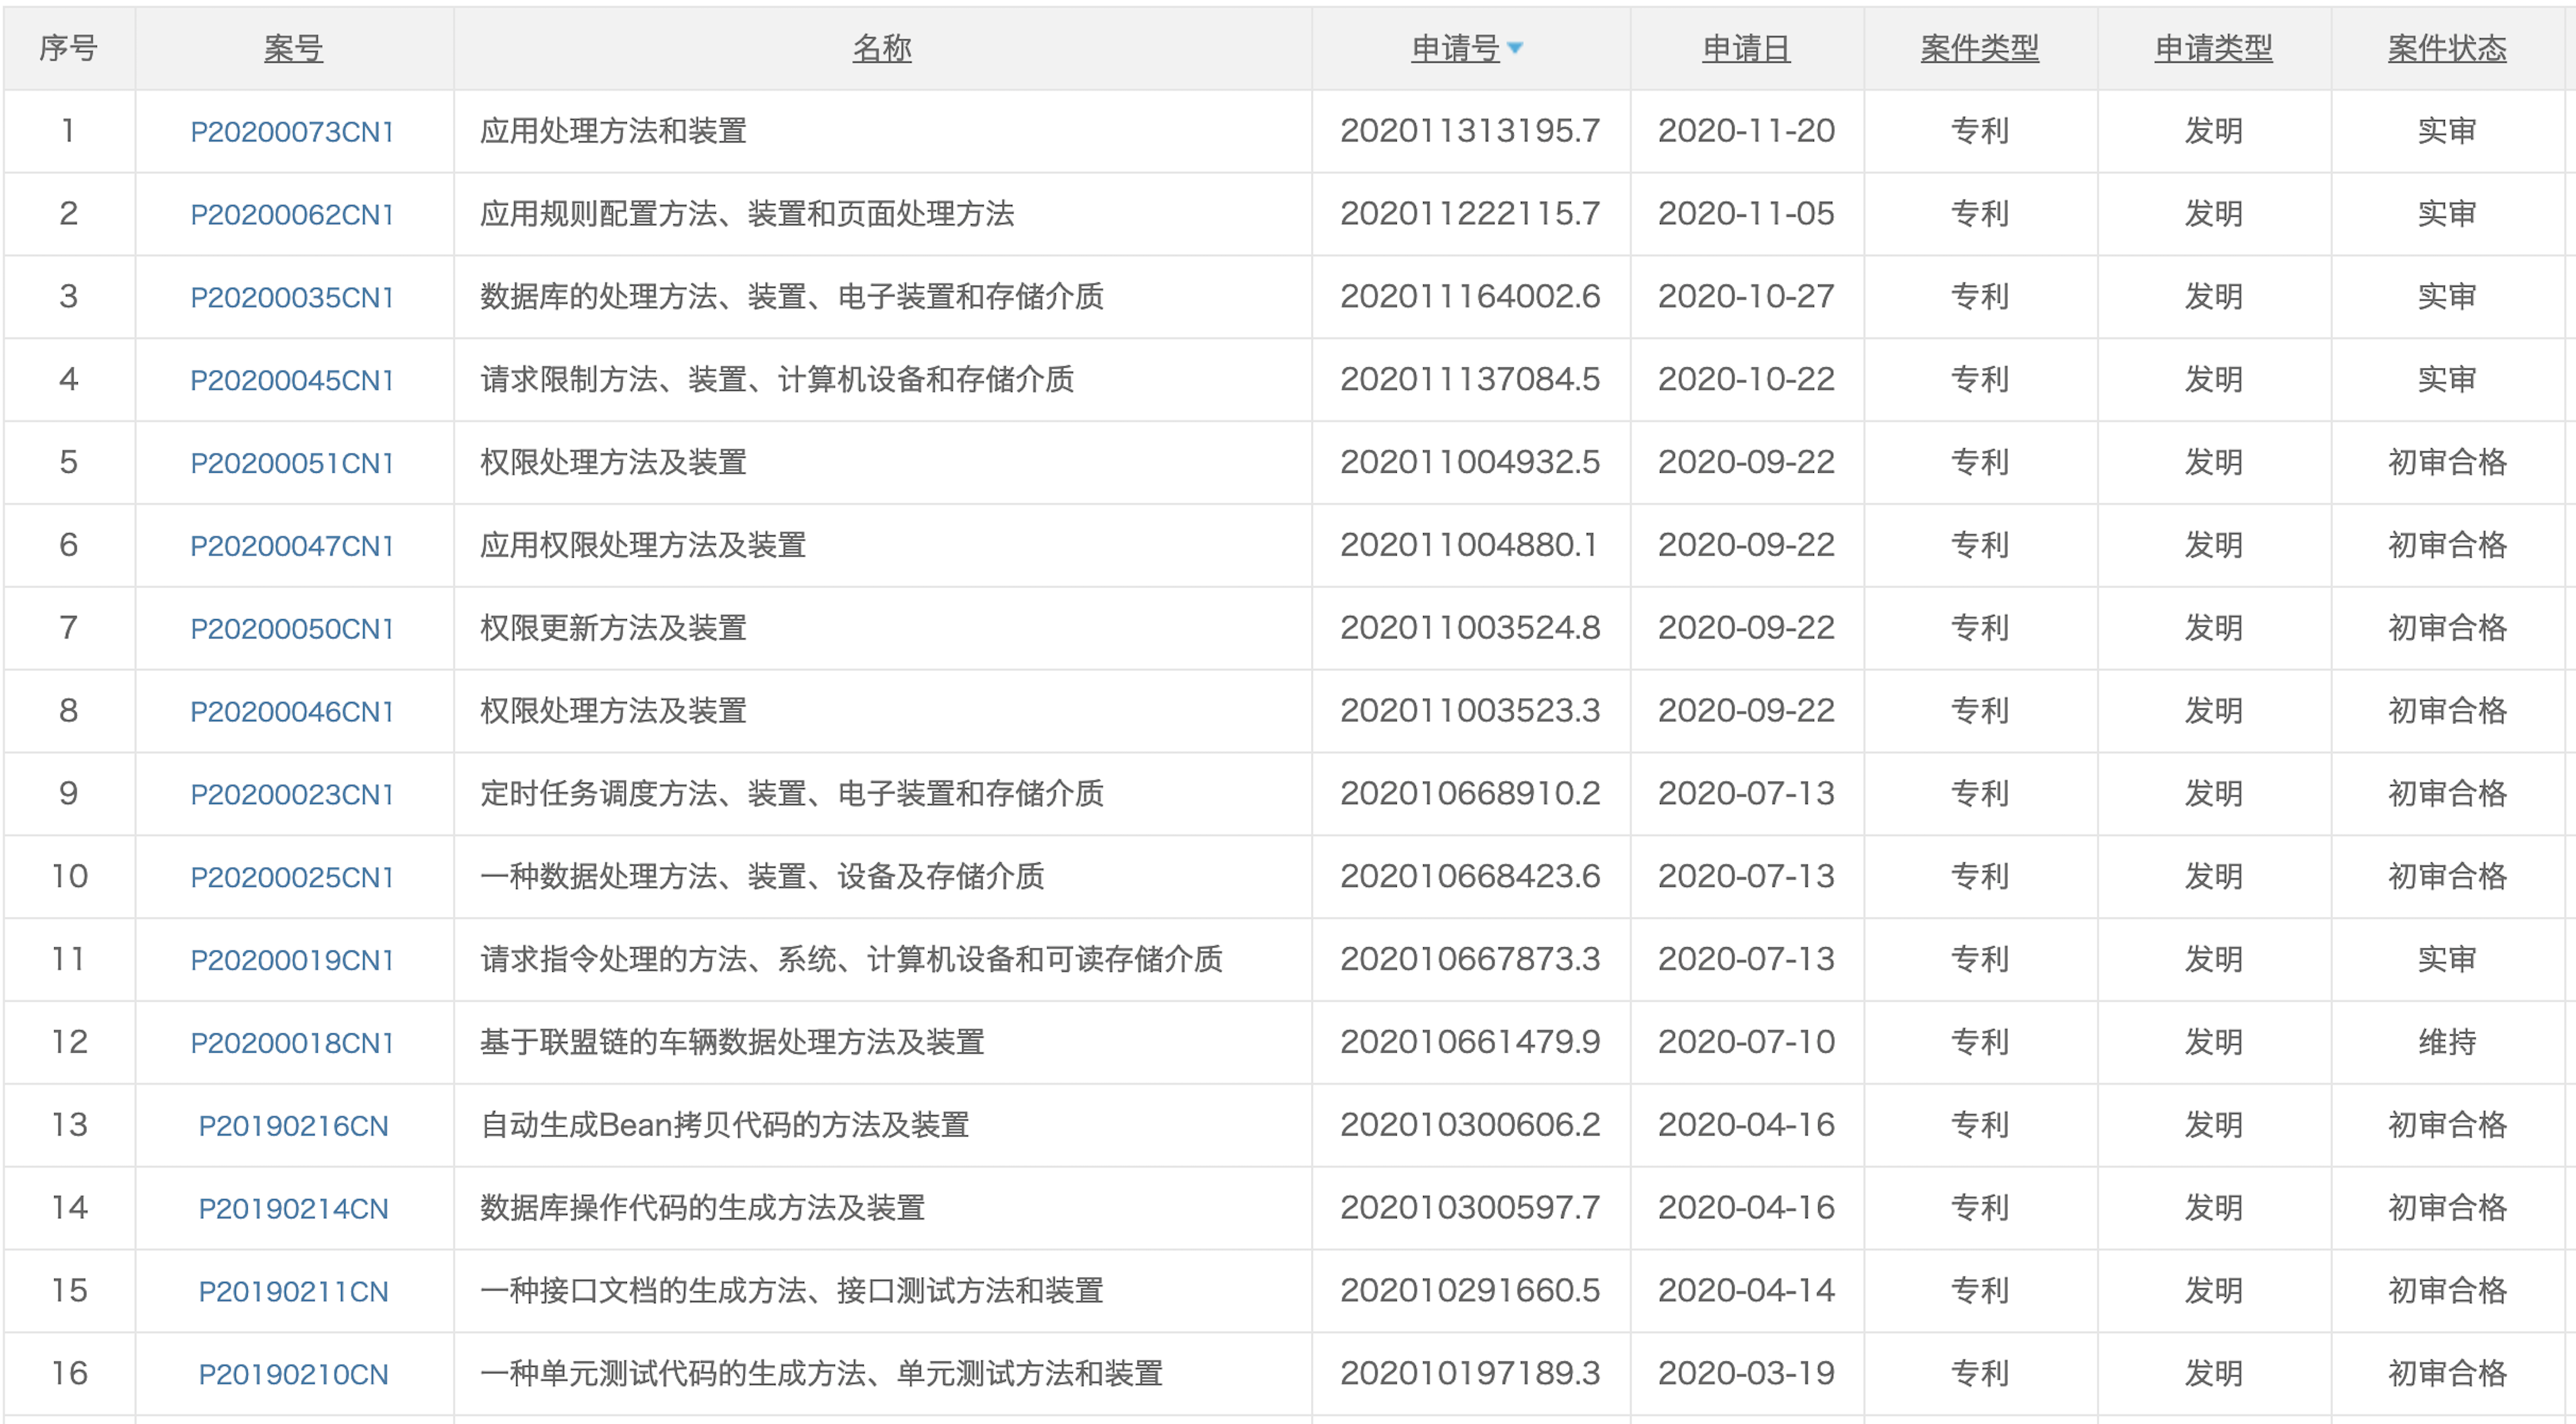 序号 案号 名称 申请号 申请日 案件类型 申请类型 案件状态
1 P20200073CN1 应用处理方法和装置 202011313195.7 2020-11-20 专利 发明 实审
2 P20200062CN1 应用规则配置方法、装置和页面处理方法 202011222115.7 2020-11-05 专利 发明 实审
3 P20200035CN1 数据库的处理方法、装置、电子装置和存储介质 202011164002.6 2020-10-27 专利 发明 实审
4 P20200045CN1 请求限制方法、装置、计算机设备和存储介质 202011137084.5 2020-10-22 专利 发明 实审
5 P20200051CN1 权限处理方法及装置 202011004932.5 2020-09-22 专利 发明 初审合格
6 P20200047CN1 应用权限处理方法及装置 202011004880.1 2020-09-22 专利 发明 初审合格
7 P20200050CN1 权限更新方法及装置 202011003524.8 2020-09-22 专利 发明 初审合格
8 P20200046CN1 权限处理方法及装置 202011003523.3 2020-09-22 专利 发明 初审合格
9 P20200023CN1 定时任务调度方法、装置、电子装置和存储介质 202010668910.2 2020-07-13 专利 发明 初审合格
10 P20200025CN1 一种数据处理方法、装置、设备及存储介质 202010668423.6 2020-07-13 专利 发明 初审合格
11 P20200019CN1 请求指令处理的方法、系统、计算机设备和可读存储介质 202010667873.3 2020-07-13 专利 发明 实审
12 P20200018CN1 基于联盟链的车辆数据处理方法及装置 202010661479.9 2020-07-10 专利 发明 维持
13 P20190216CN 自动生成Bean拷贝代码的方法及装置 202010300606.2 2020-04-16 专利 发明 初审合格
14 P20190214CN 数据库操作代码的生成方法及装置 202010300597.7 2020-04-16 专利 发明 初审合格
15 P20190211CN 一种接口文档的生成方法、接口测试方法和装置 202010291660.5 2020-04-14 专利 发明 初审合格
16 P20190210CN 一种单元测试代码的生成方法、单元测试方法和装置 202010197189.3 2020-03-19 专利 发明 初审合格